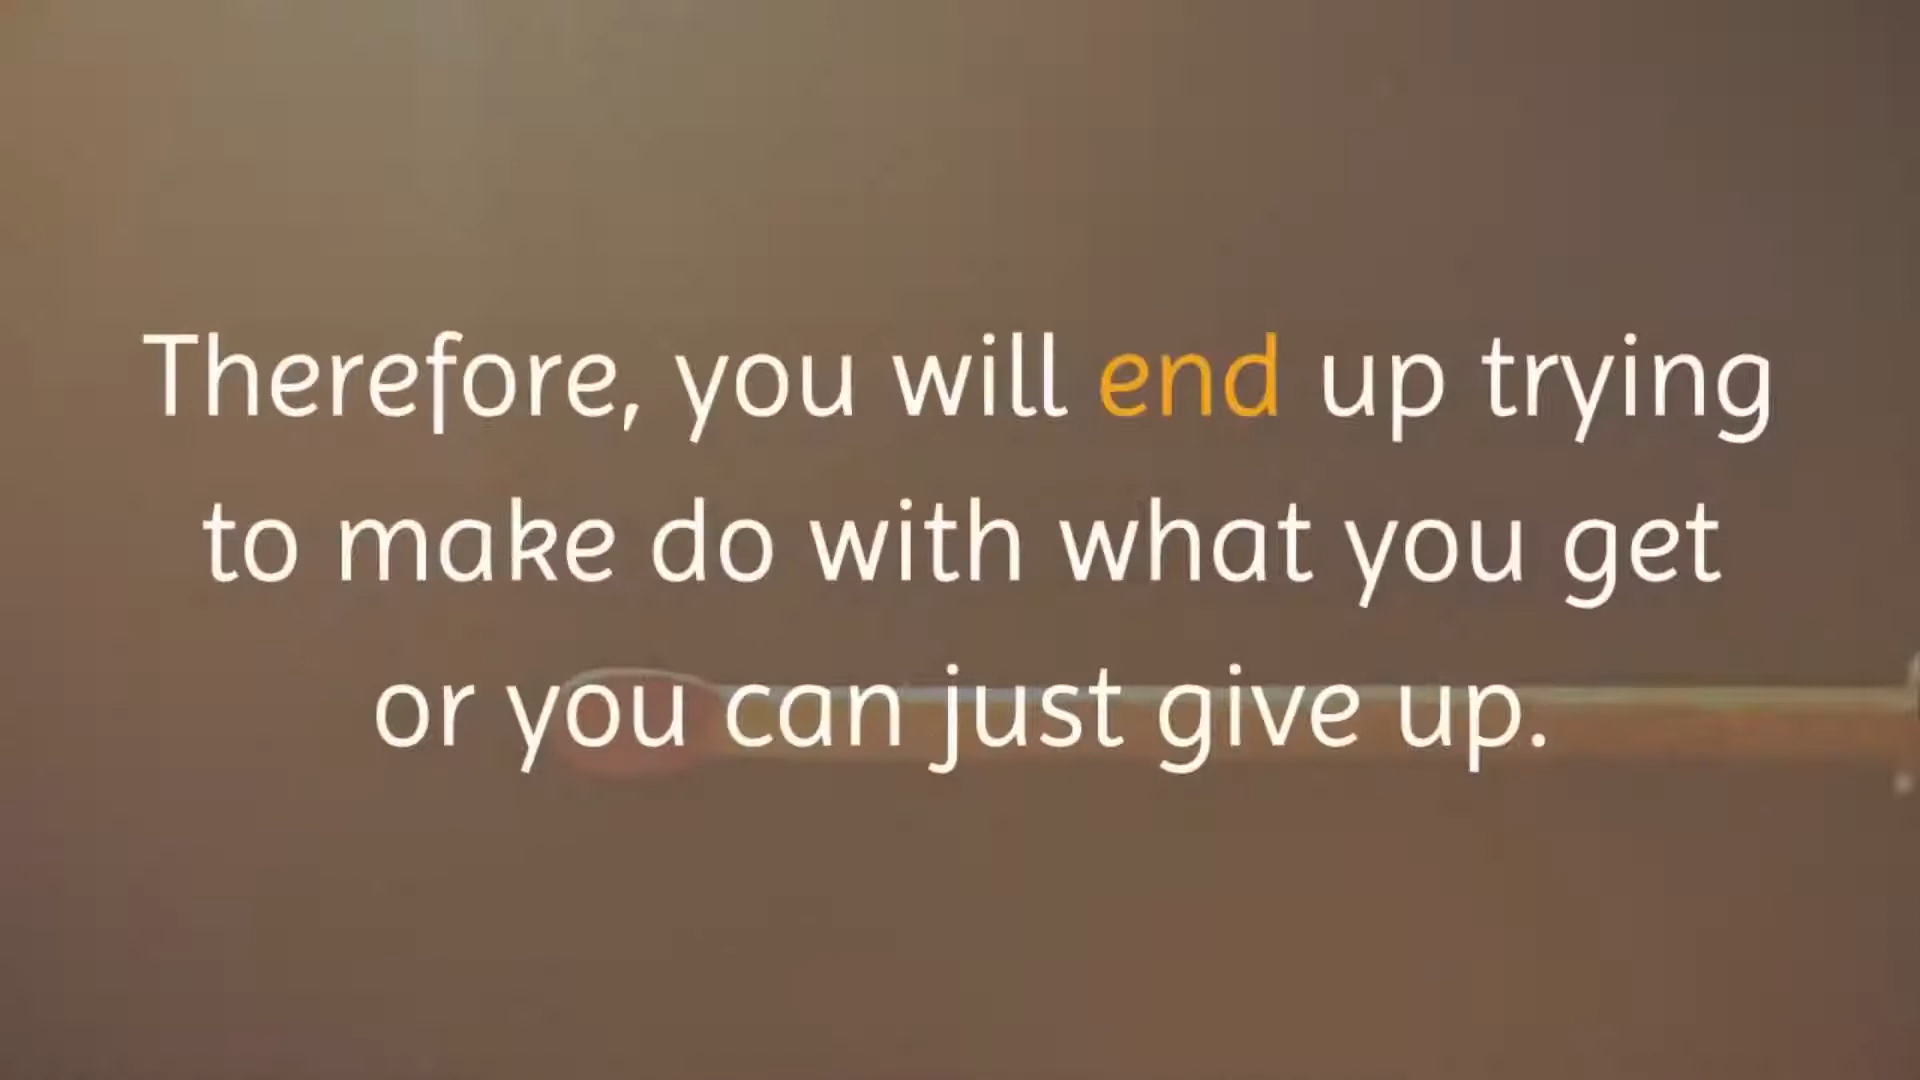 Therefore, you will end up trying
to make do with what you get
or you can just give up.